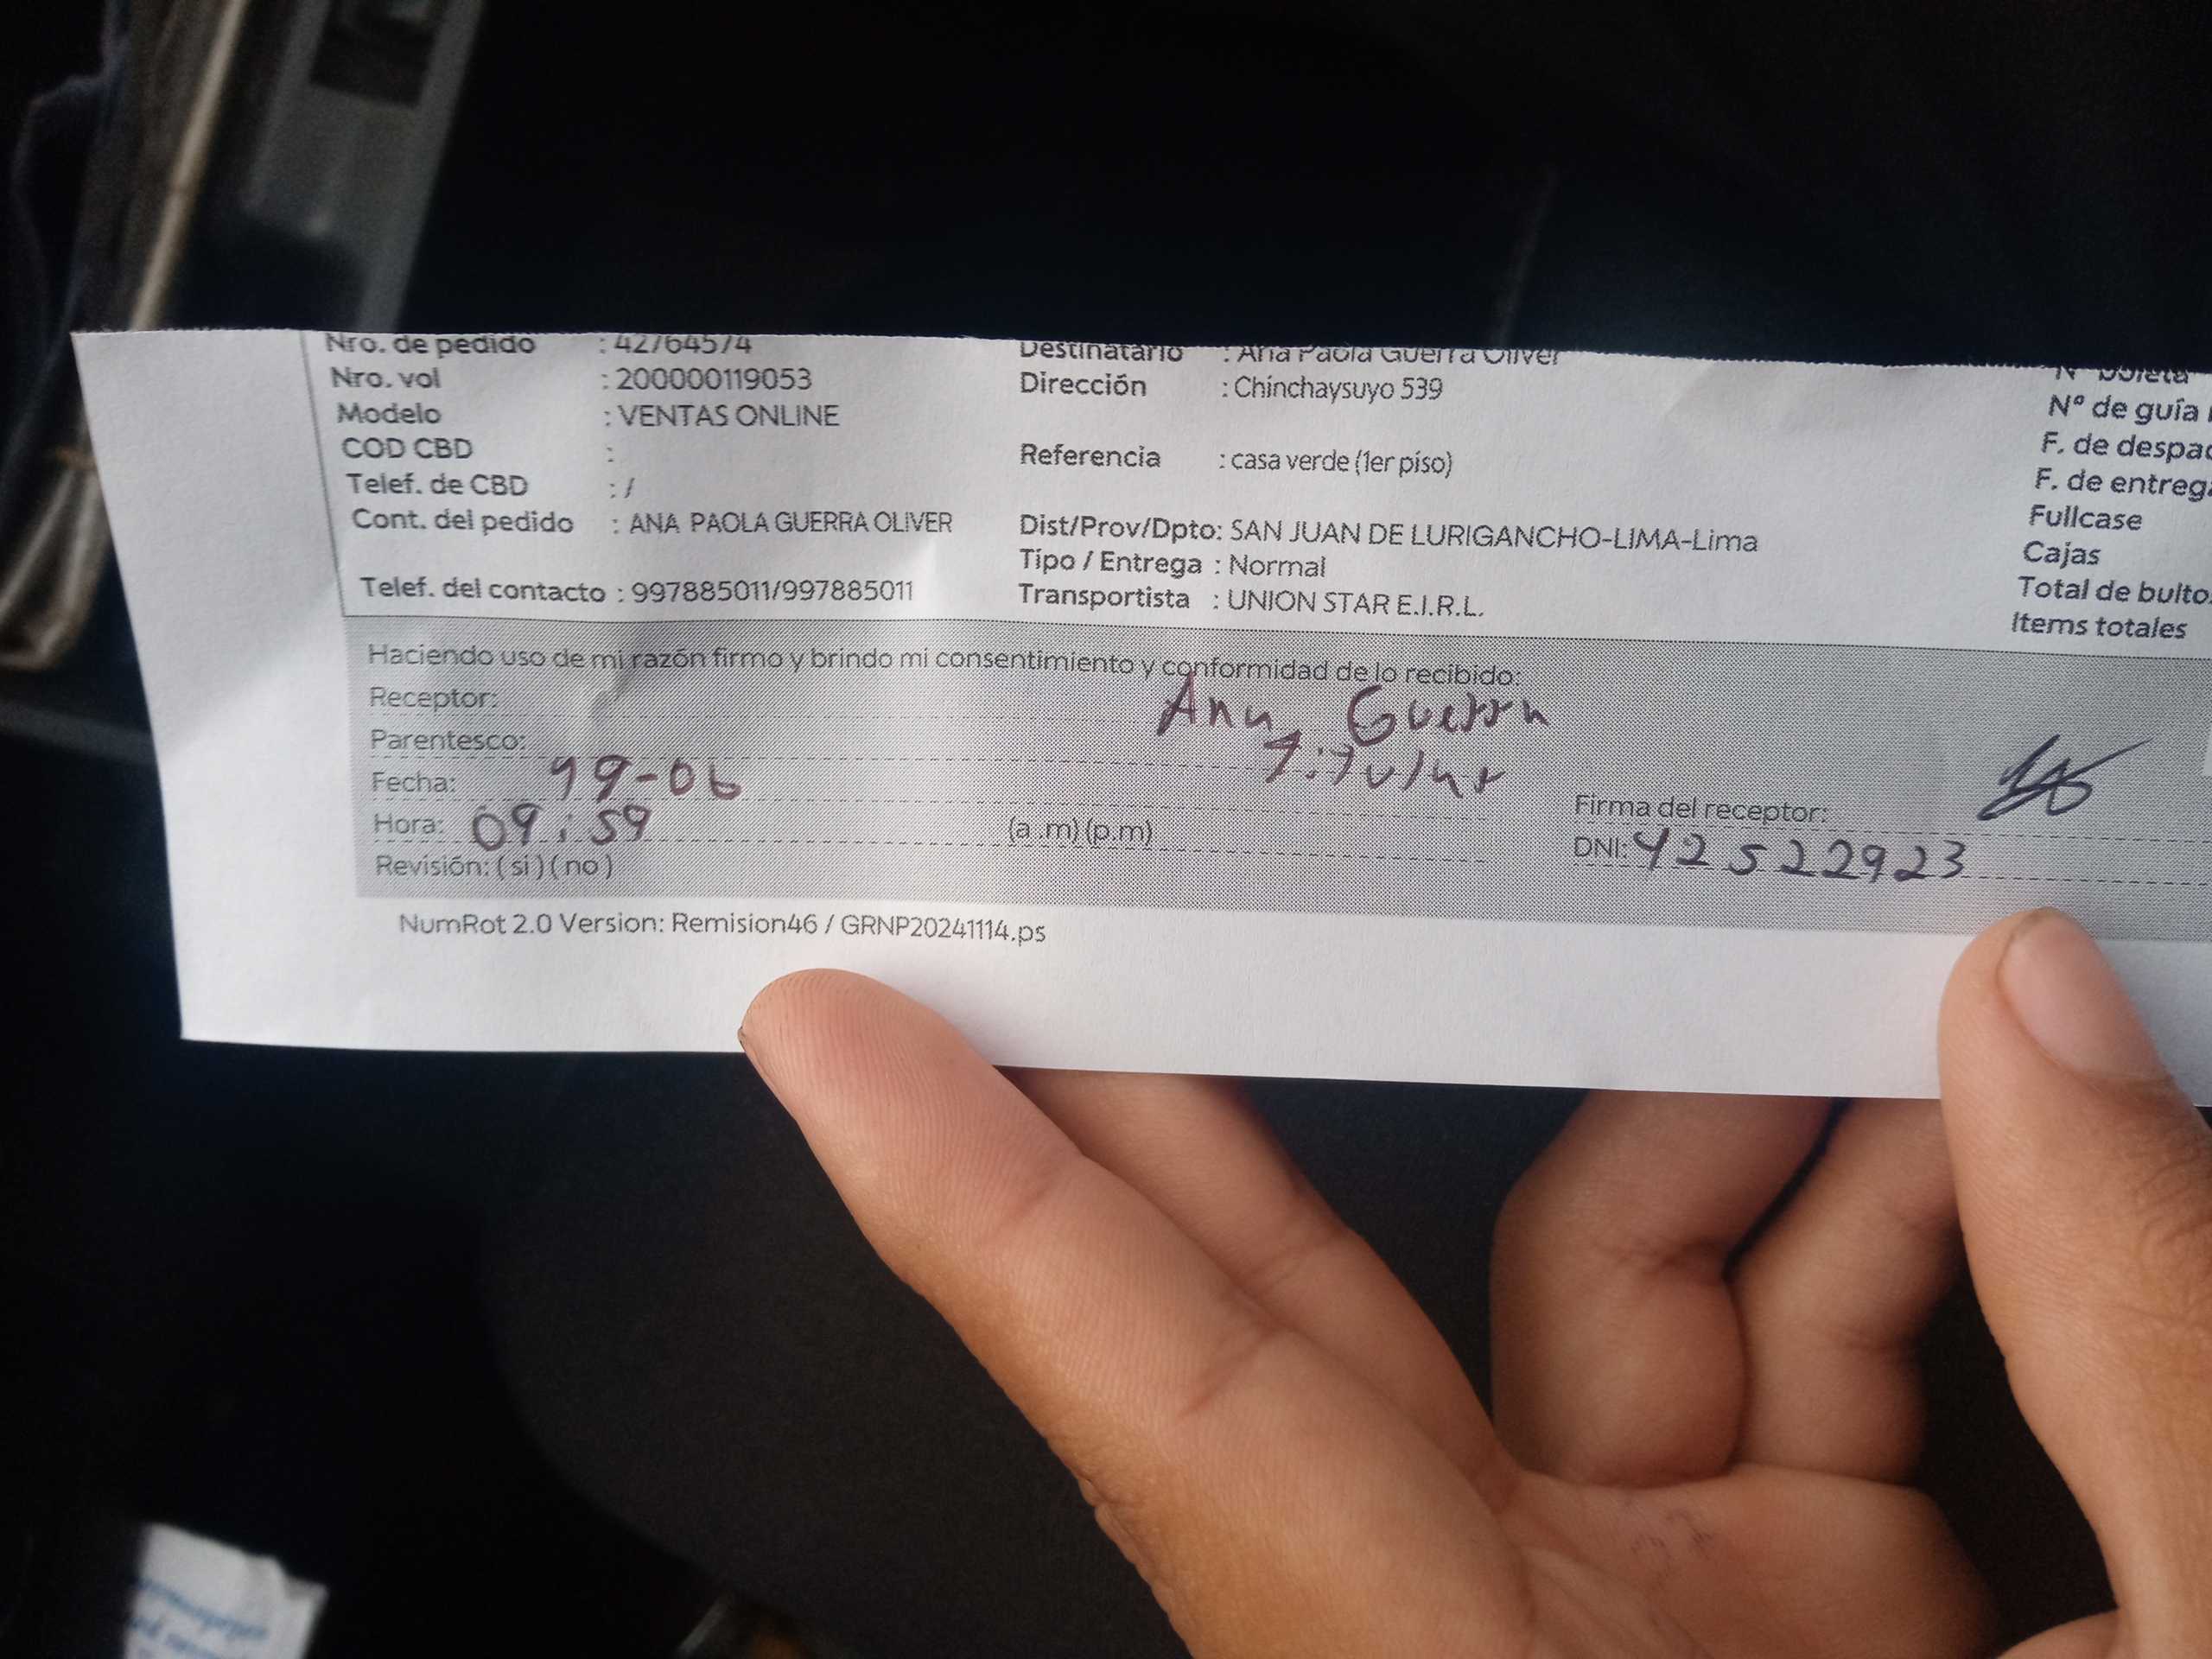 Nro. de pedido : 42764574
Nro. vol : 200000119053
Modelo : VENTAS ONLINE
COD CBD :
Telef. de CBD : /
Cont. del pedido : ANA PAOLA GUERRA OLIVER
Telef. del contacto : 997885011/997885011
Destinatario : Ana Paola Guerra Oliver
Dirección : Chinchaysuyo 539
Referencia : casa verde (1er piso)
Dist/Prov/Dpto: SAN JUAN DE LURIGANCHO-LIMA-Lima
Tipo / Entrega : Normal
Transportista : UNION STAR E.I.R.L.
N° boleta
N° de guía
F. de despac
F. de entrega
Fullcase
Cajas
Total de bulto
Items totales
Haciendo uso de mi razón firmo y brindo mi consentimiento y conformidad de lo recibido:
Receptor: Ana Guerra
Parentesco: Titular
Fecha: 19-06
Hora: 09:59 (a.m) (p.m)
Revisión: (si) (no)
Firma del receptor:
DNI: 42522923
NumRot 2.0 Version: Remision46 / GRNP20241114.ps